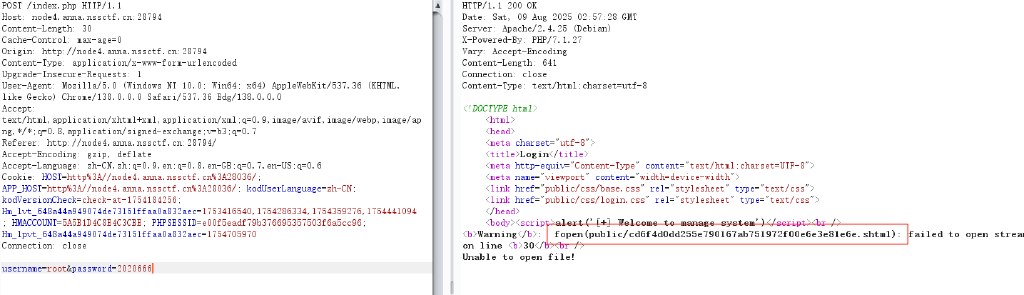 POST /index.php HTTP/1.1
Host: node4.anna.nssctf.cn:28794
Content-Length: 30
Cache-Control: max-age=0
Origin: http://node4.anna.nssctf.cn:28794
Content-Type: application/x-www-form-urlencoded
Upgrade-Insecure-Requests: 1
User-Agent: Mozilla/5.0 (Windows NT 10.0; Win64; x64) AppleWebKit/537.36 (KHTML,
like Gecko) Chrome/138.0.0.0 Safari/537.36 Edg/138.0.0.0
Accept:
text/html,application/xhtml+xml,application/xml;q=0.9,image/avif,image/webp,image/ap
ng,*/*;q=0.8,application/signed-exchange;v=b3;q=0.7
Referer: http://node4.anna.nssctf.cn:28794/
Accept-Encoding: gzip, deflate
Accept-Language: zh-CN,zh;q=0.9,en;q=0.8,en-GB;q=0.7,en-US;q=0.6
Cookie: HOST=http%3A//node4.anna.nssctf.cn%3A28036/;
APP_HOST=http%3A//node4.anna.nssctf.cn%3A28036/; kodUserLanguage=zh-CN;
kodVersionCheck=check-at-1754184256;
Hm_lvt_648a44a949074de73151ffaa0a832aec=1753416540,1754286334,1754359276,1754441094
; HMACCOUNT=5A5B1D4C8B4C3CB6; PHPSESSID=e00f5eadf79b376695357503f6a5cc96;
Hm_lpvt_648a44a949074de73151ffaa0a832aec=1754705970
Connection: close
username=root&password=2020666
HTTP/1.1 200 OK
Date: Sat, 09 Aug 2025 02:57:28 GMT
Server: Apache/2.4.25 (Debian)
X-Powered-By: PHP/7.1.27
Vary: Accept-Encoding
Content-Length: 641
Connection: close
Content-Type: text/html;charset=utf-8
<!DOCTYPE html>
<html>
<head>
<meta charset="utf-8">
<title>Login</title>
<meta http-equiv="Content-Type" content="text/html;charset=UTF-8">
<meta name="viewport" content="width=device-width">
<link href="public/css/base.css" rel="stylesheet" type="text/css">
<link href="public/css/login.css" rel="stylesheet" type="text/css">
</head>
<body><script>alert('[+] Welcome to manage system')</script><br />
<b>Warning</b>: fopen(public/cd6f4d0dd255e790167ab751972f00e6e3e81e6e.shtml): failed to open strea
on line <b>30</b><br />
Unable to open file!